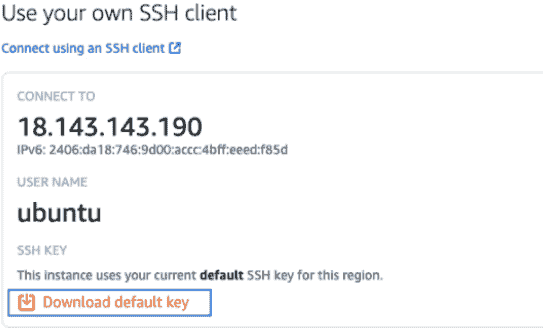 Use your own SSH client
Connect using an SSH client
CONNECT TO
18.143.143.190
IPv6: 2406:da18:746:9d00:accc:4bff:eeed:f85d
USER NAME
ubuntu
SSH KEY
This instance uses your current default SSH key for this region.
Download default key